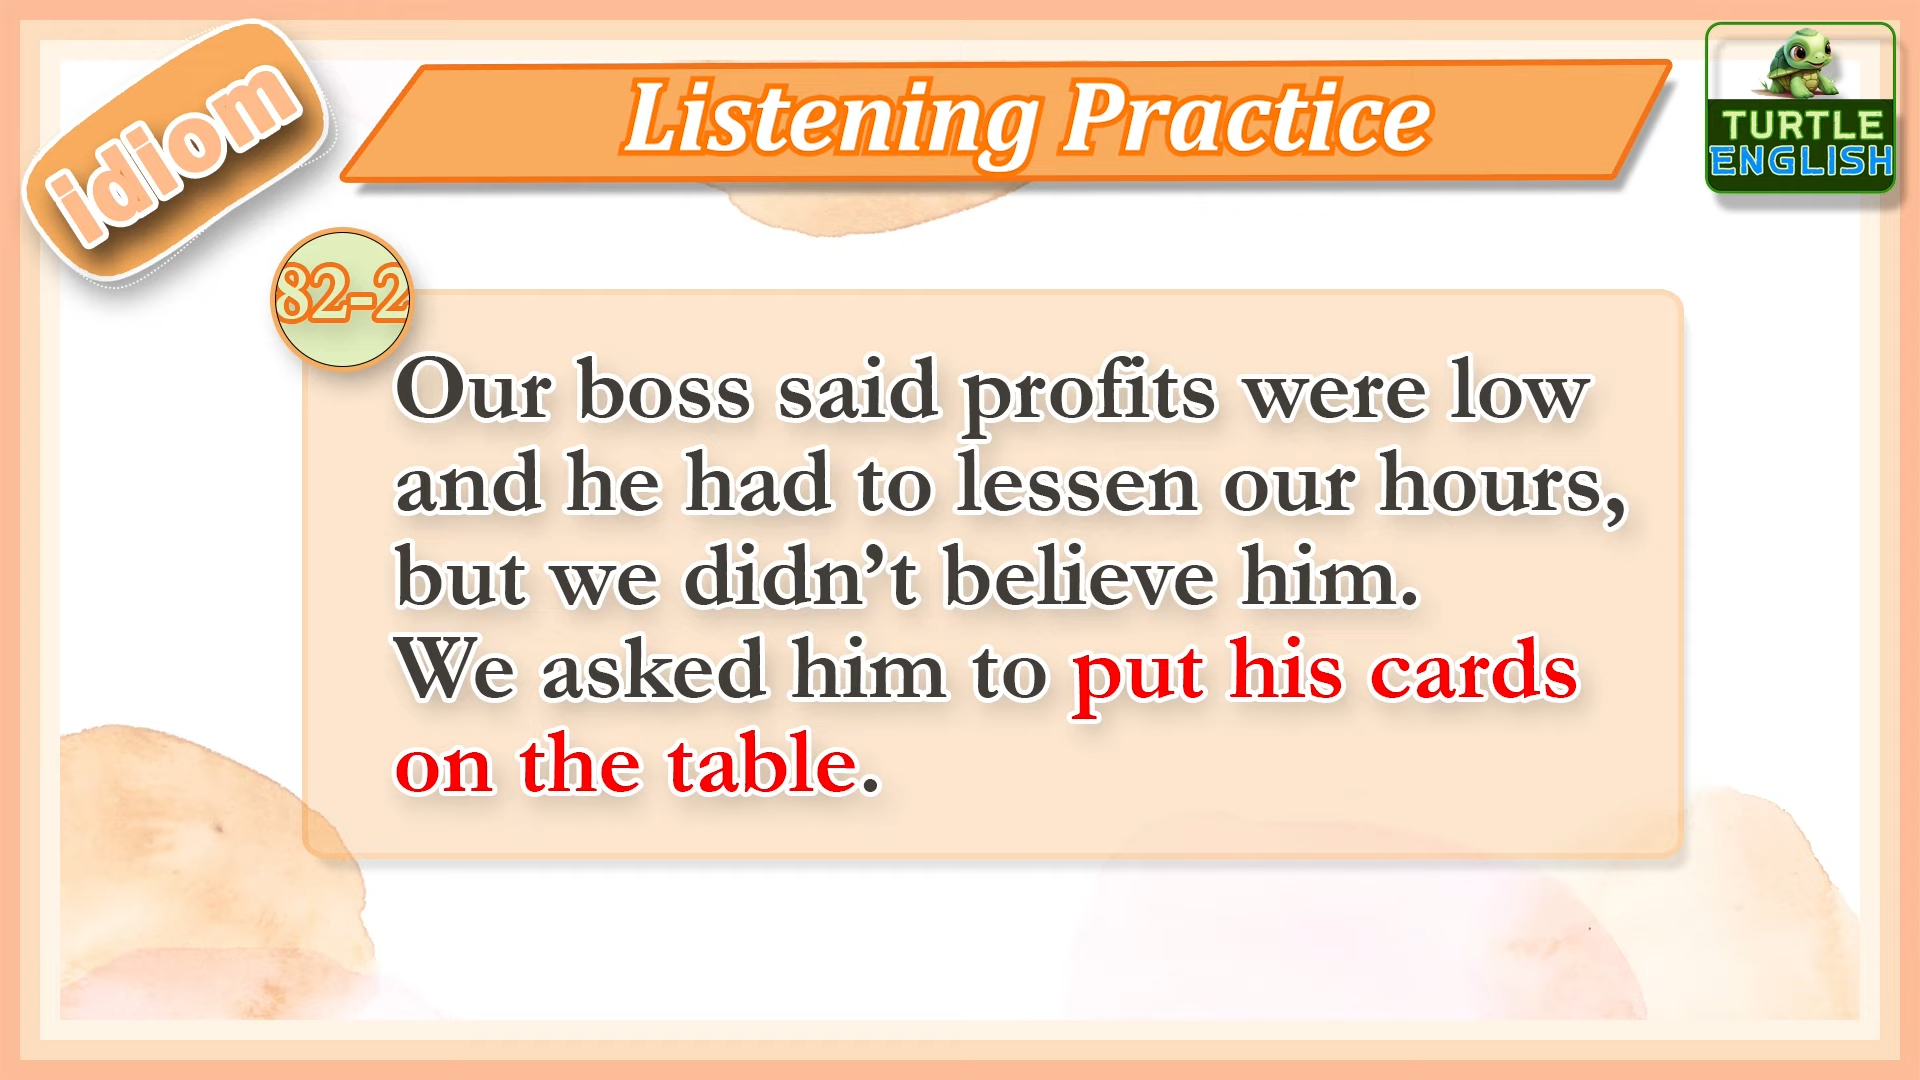 idiom
Listening Practice
TURTLE
ENGLISH
82-2
Our boss said profits were low
and he had to lessen our hours,
but we didn’t believe him.
We asked him to put his cards
on the table.